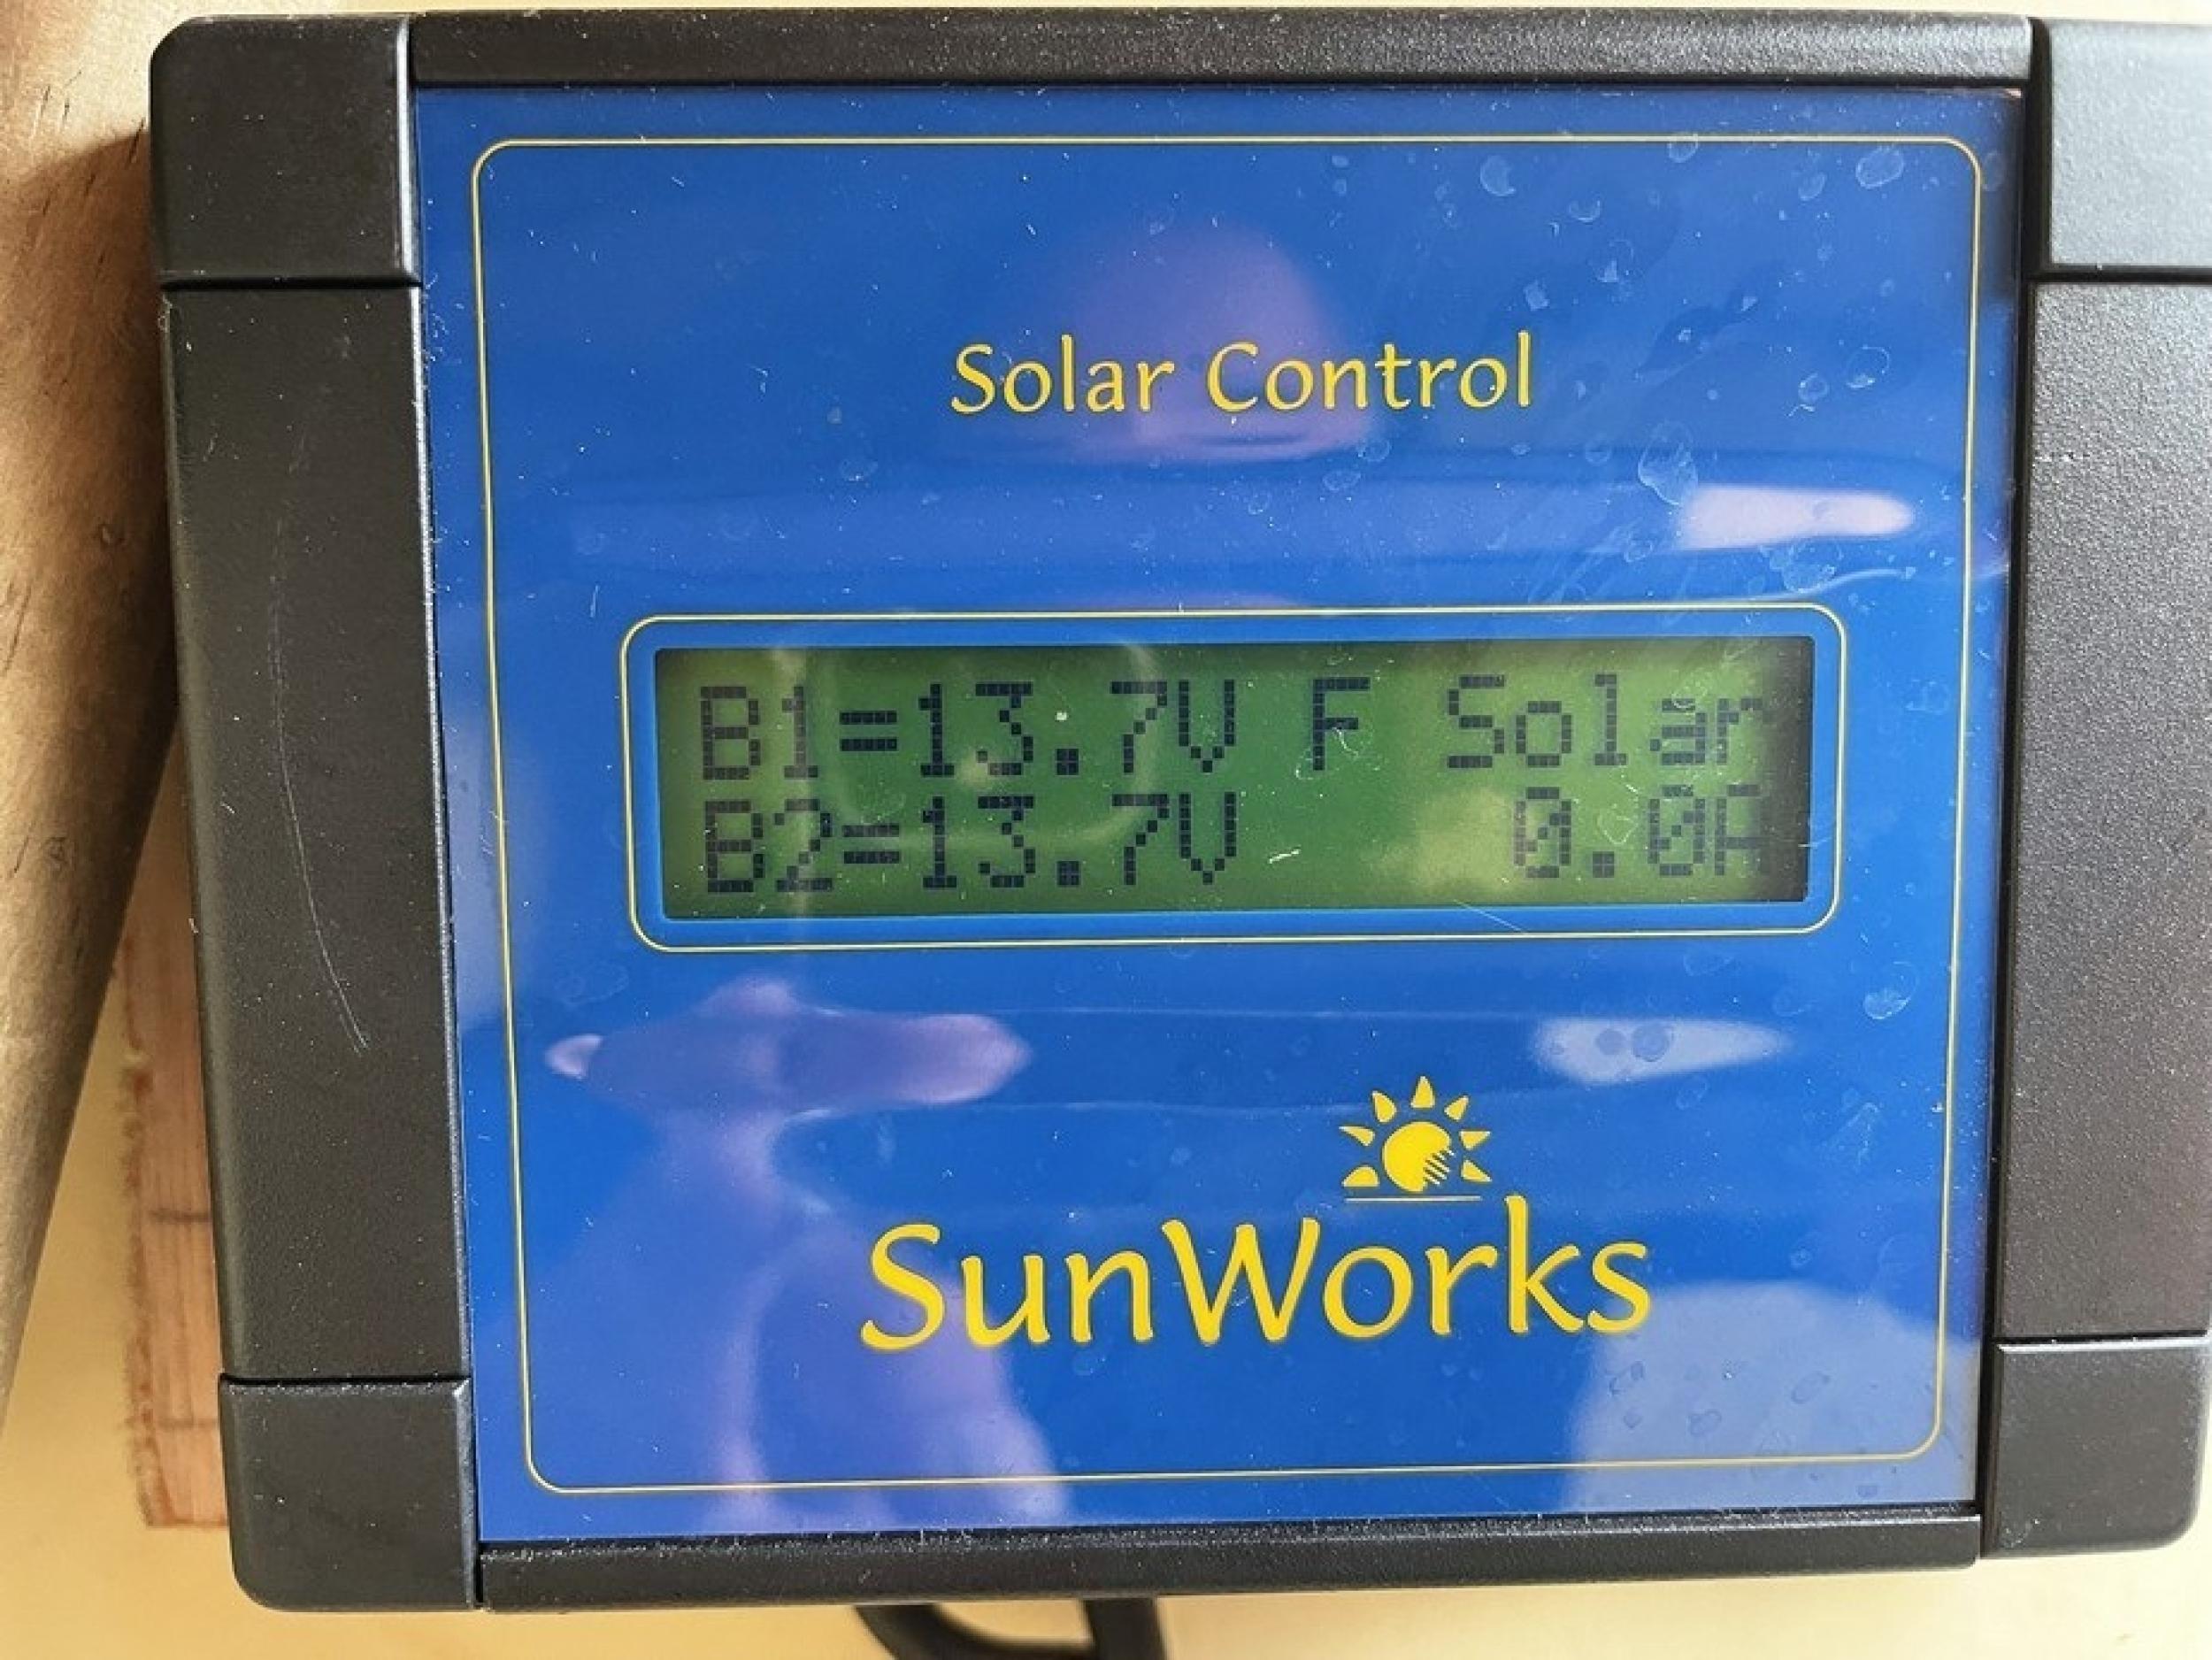 Solar Control
B1=13.7V F Solar
B2=13.7V 0.0A
SunWorks